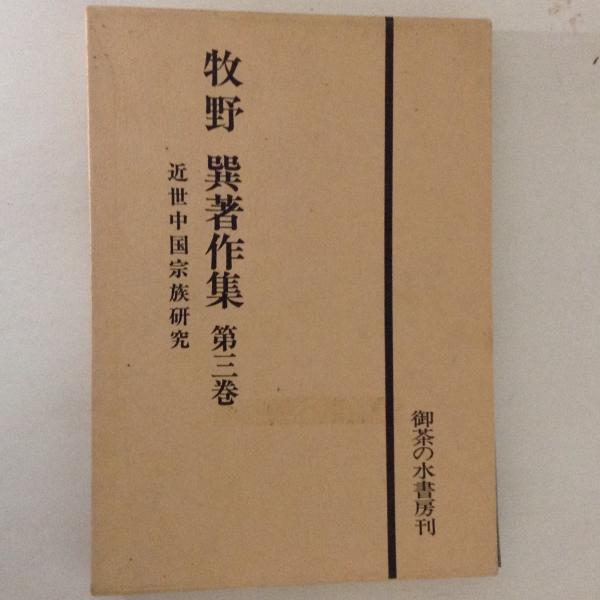 牧野 巽著作集 第三巻
近世中国宗族研究
御茶の水書房刊